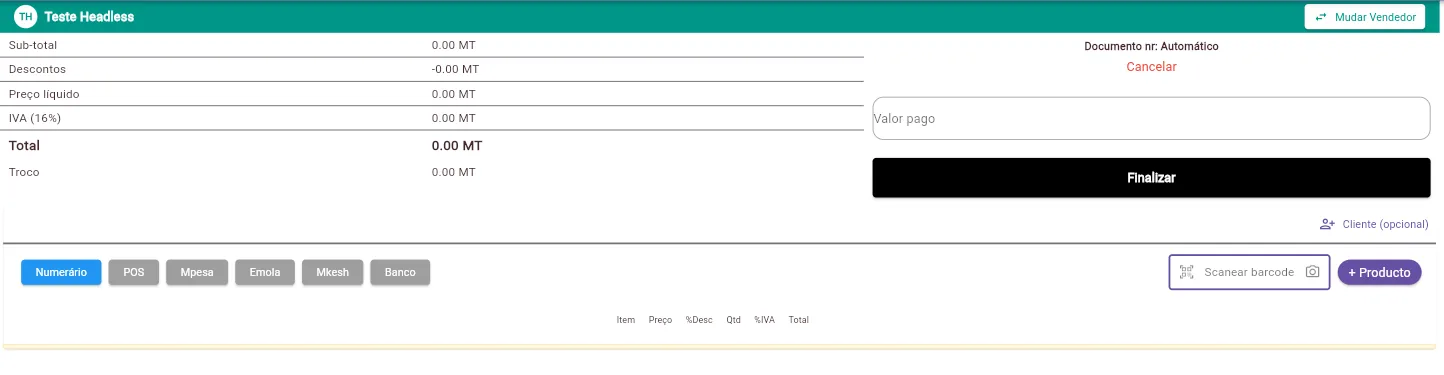 TH Teste Headless
Mudar Vendedor
Sub-total 0.00 MT
Descontos -0.00 MT
Preço líquido 0.00 MT
IVA (16%) 0.00 MT
Total 0.00 MT
Troco 0.00 MT
Documento nr: Automático
Cancelar
Valor pago
Finalizar
Cliente (opcional)
Numerário POS Mpesa Emola Mkesh Banco
Scanear barcode
+ Producto
Item Preço %Desc Qtd %IVA Total